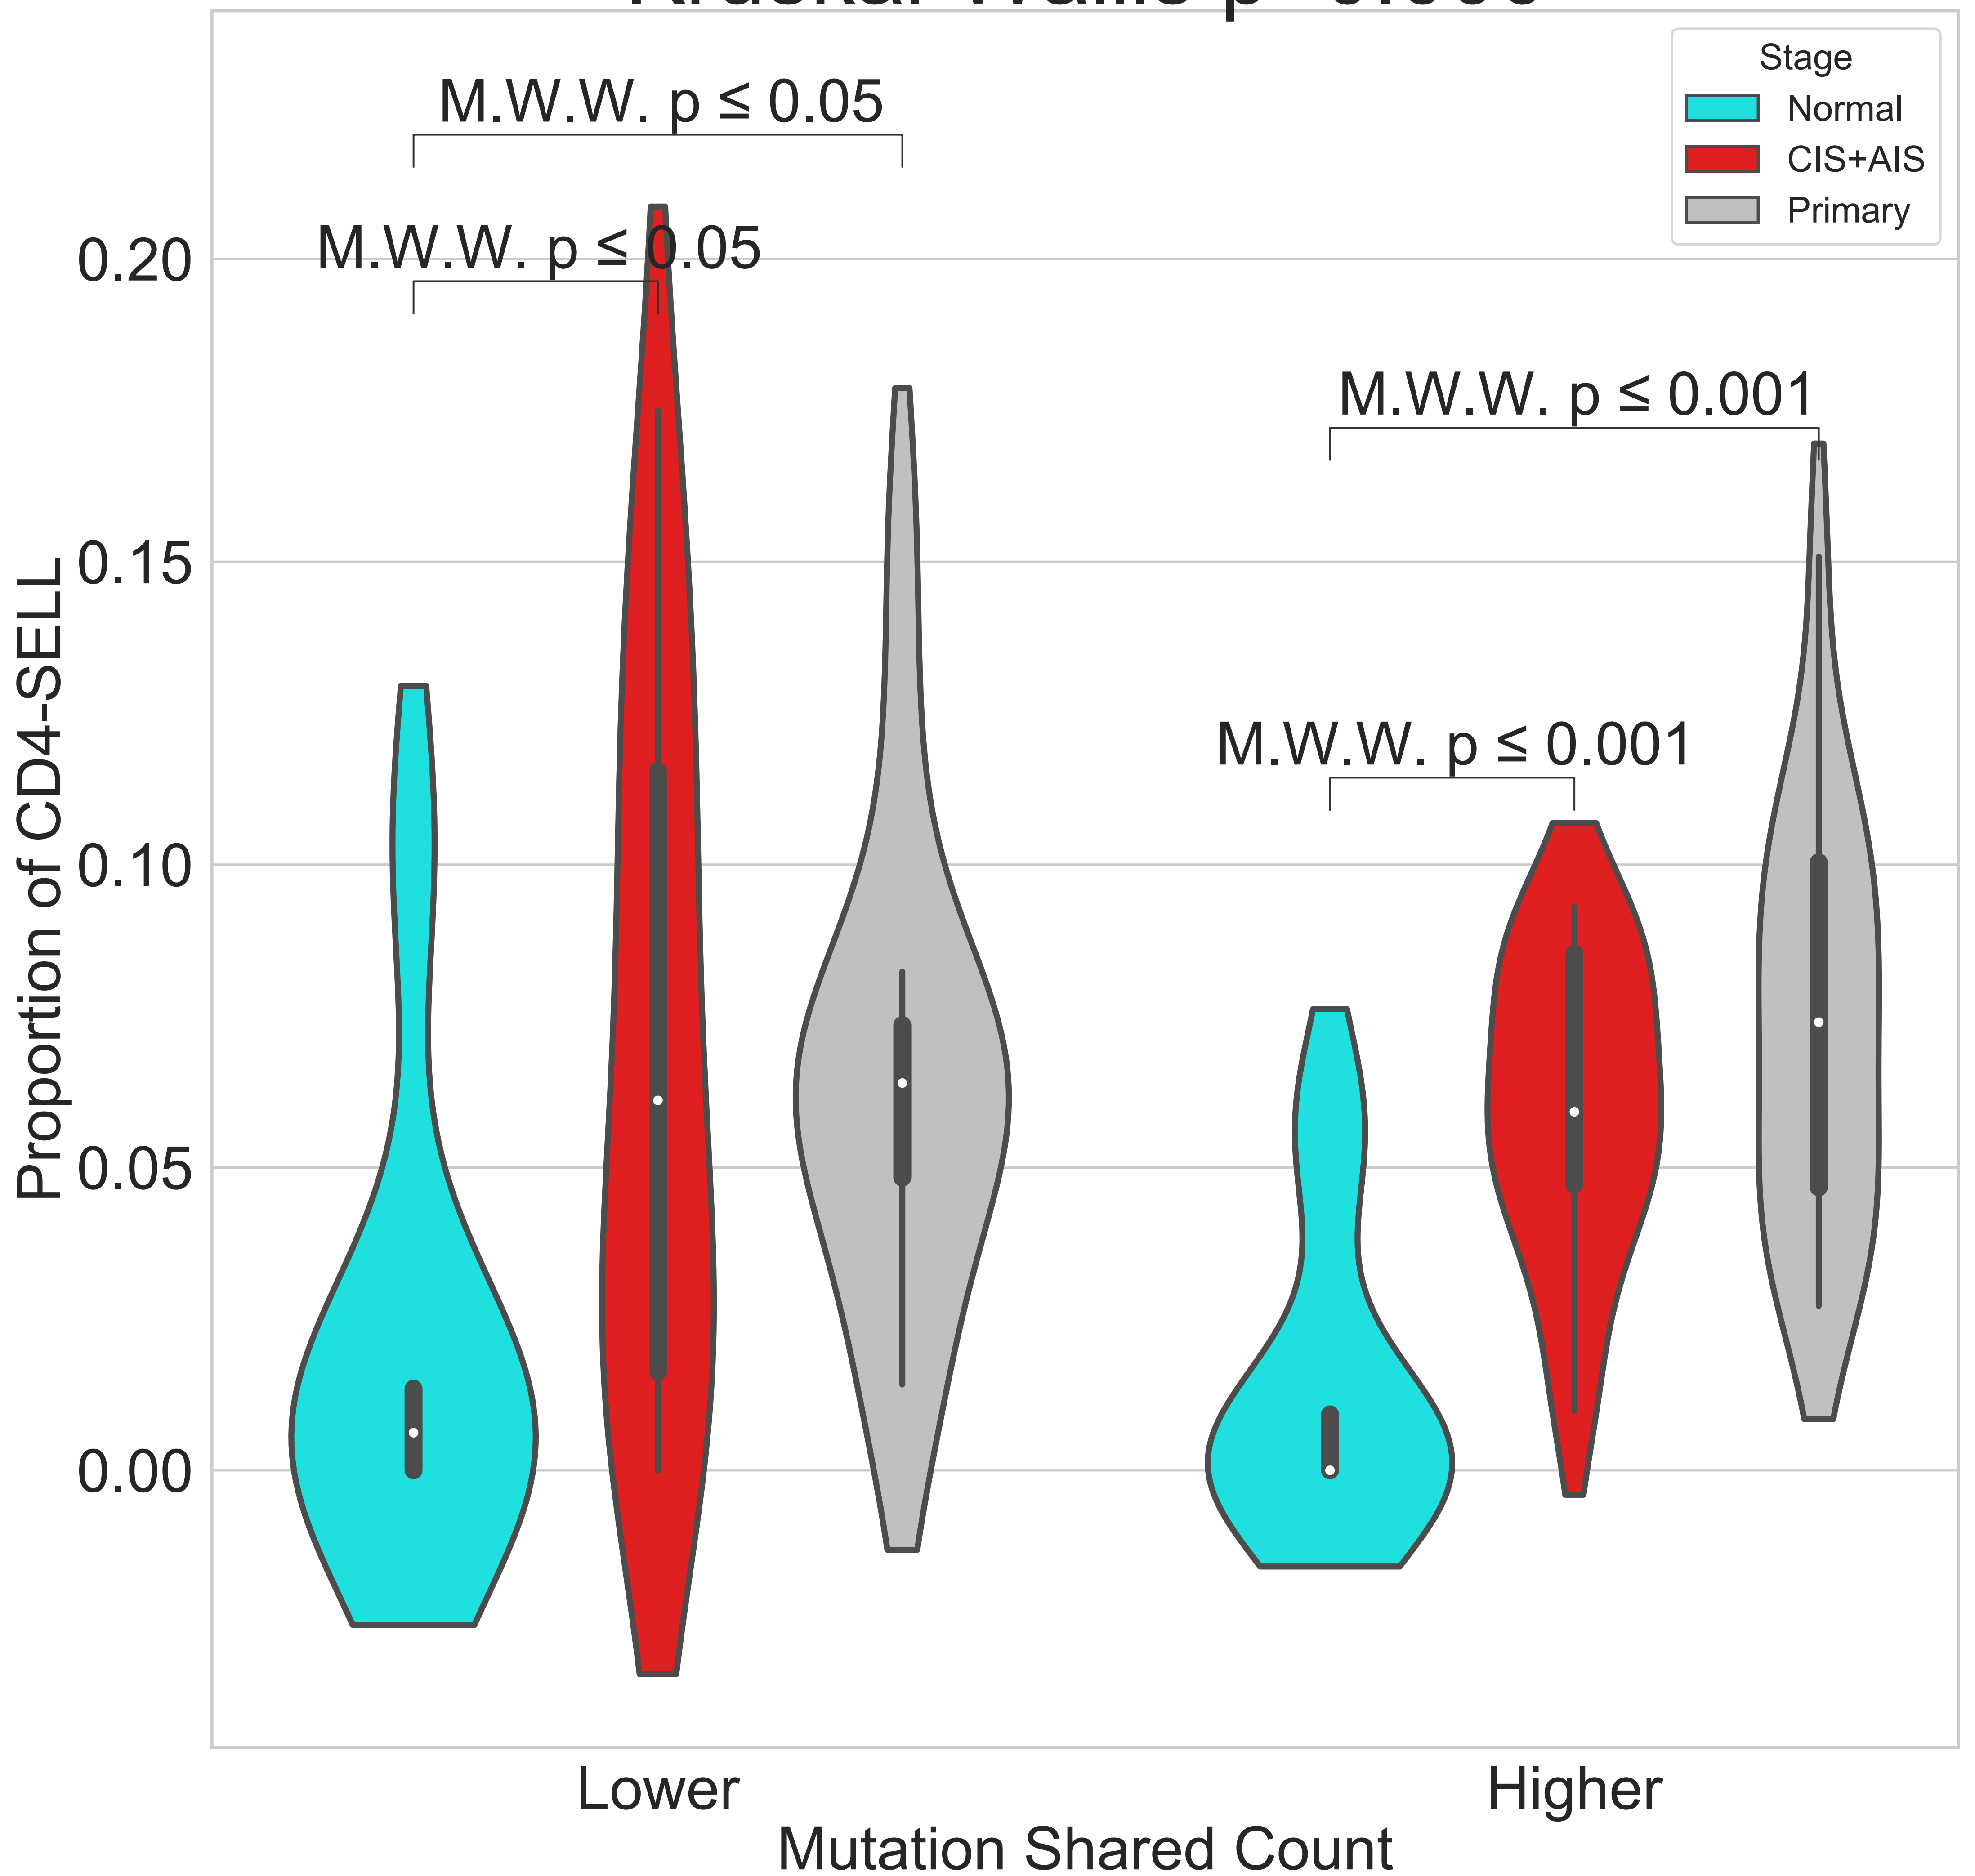 M.W.W. p ≤ 0.05
M.W.W. p ≤ 0.05
M.W.W. p ≤ 0.001
M.W.W. p ≤ 0.001
Stage
Normal
CIS+AIS
Primary
Proportion of CD4-SELL
0.20
0.15
0.10
0.05
0.00
Lower
Higher
Mutation Shared Count